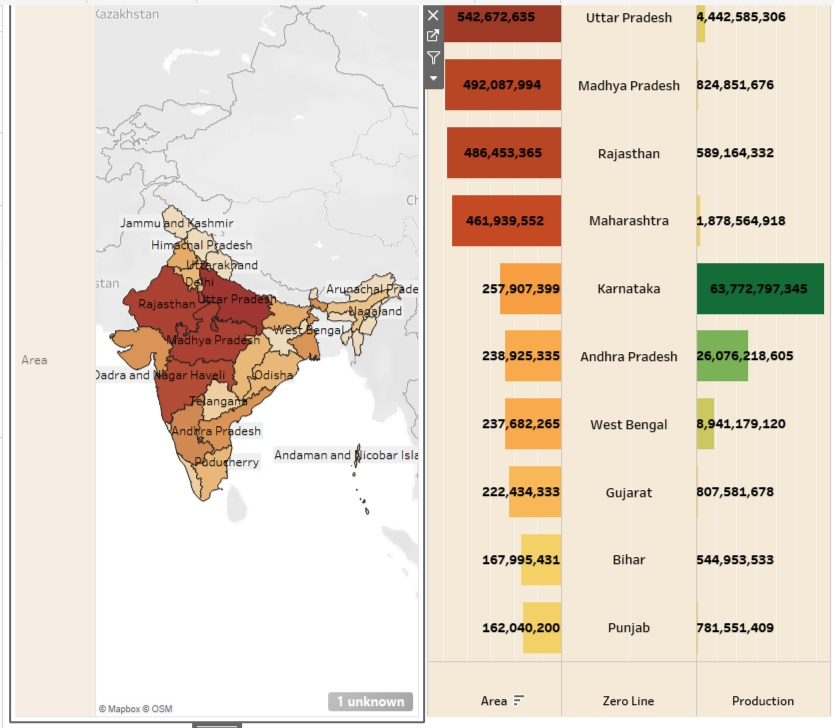 Kazakhstan
Jammu and Kashmir
Himachal Pradesh
Uttarakhand
Delhi
stan
Arunachal Prade
Rajasthan
Uttar Pradesh
Nagaland
West Bengal
Madhya Pradesh
Area
Dadra and Nagar Haveli
Odisha
Telangana
Andhra Pradesh
Puducherry
Andaman and Nicobar Isla
Ch
1 unknown
© Mapbox © OSM
542,672,635 Uttar Pradesh 4,442,585,306
492,087,994 Madhya Pradesh 824,851,676
486,453,365 Rajasthan 589,164,332
461,939,552 Maharashtra 1,878,564,918
257,907,399 Karnataka 63,772,797,345
238,925,335 Andhra Pradesh 26,076,218,605
237,682,265 West Bengal 8,941,179,120
222,434,333 Gujarat 807,581,678
167,995,431 Bihar 544,953,533
162,040,200 Punjab 781,551,409
Area Zero Line Production